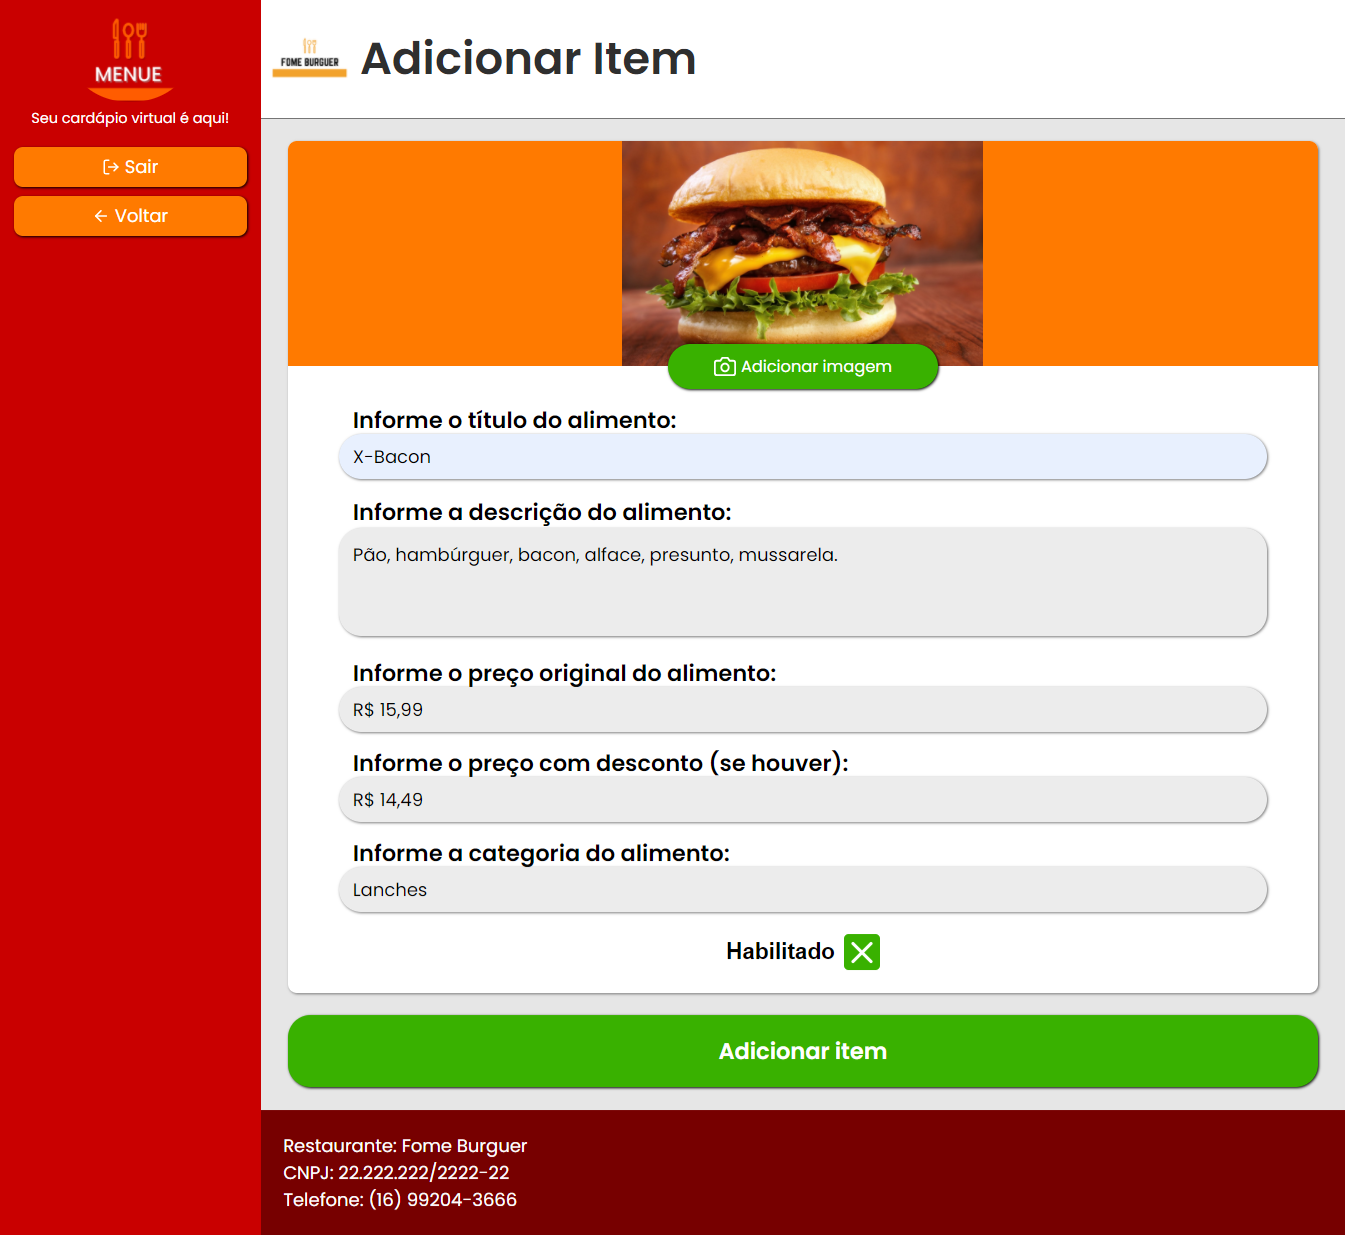 MENUE
Seu cardápio virtual é aqui!
Sair
Voltar
FOME BURGUER
Adicionar Item
Adicionar imagem
Informe o título do alimento:
X-Bacon
Informe a descrição do alimento:
Pão, hambúrguer, bacon, alface, presunto, mussarela.
Informe o preço original do alimento:
R$ 15,99
Informe o preço com desconto (se houver):
R$ 14,49
Informe a categoria do alimento:
Lanches
Habilitado
Adicionar item
Restaurante: Fome Burguer
CNPJ: 22.222.222/2222-22
Telefone: (16) 99204-3666